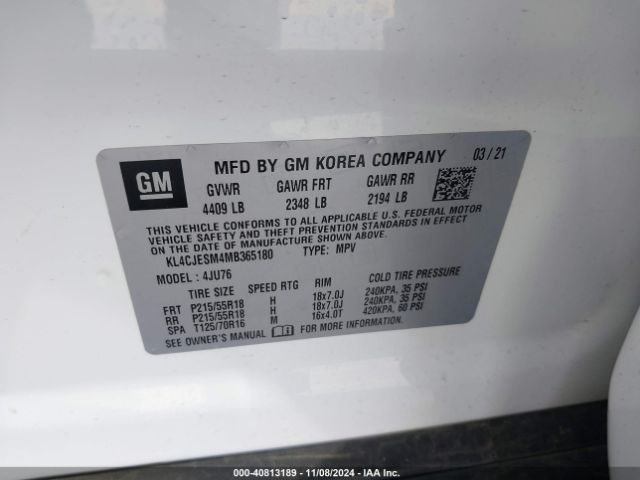 GM
MFD BY GM KOREA COMPANY 03/21
GVWR GAWR FRT GAWR RR
4409 LB 2348 LB 2194 LB
THIS VEHICLE CONFORMS TO ALL APPLICABLE U.S. FEDERAL MOTOR
VEHICLE SAFETY AND THEFT PREVENTION STANDARDS IN EFFECT ON THE
DATE OF MANUFACTURE SHOWN ABOVE.
KL4CJESM4MB365180 TYPE: MPV
MODEL: 4JU76
TIRE SIZE SPEED RTG RIM COLD TIRE PRESSURE
FRT P215/55R18 H 18x7.0J 240KPA, 35 PSI
RR P215/55R18 H 18x7.0J 240KPA, 35 PSI
SPA T125/70R16 M 16x4.0T 420KPA, 60 PSI
SEE OWNER'S MANUAL FOR MORE INFORMATION.
000-40813189 - 11/08/2024 - IAA Inc.